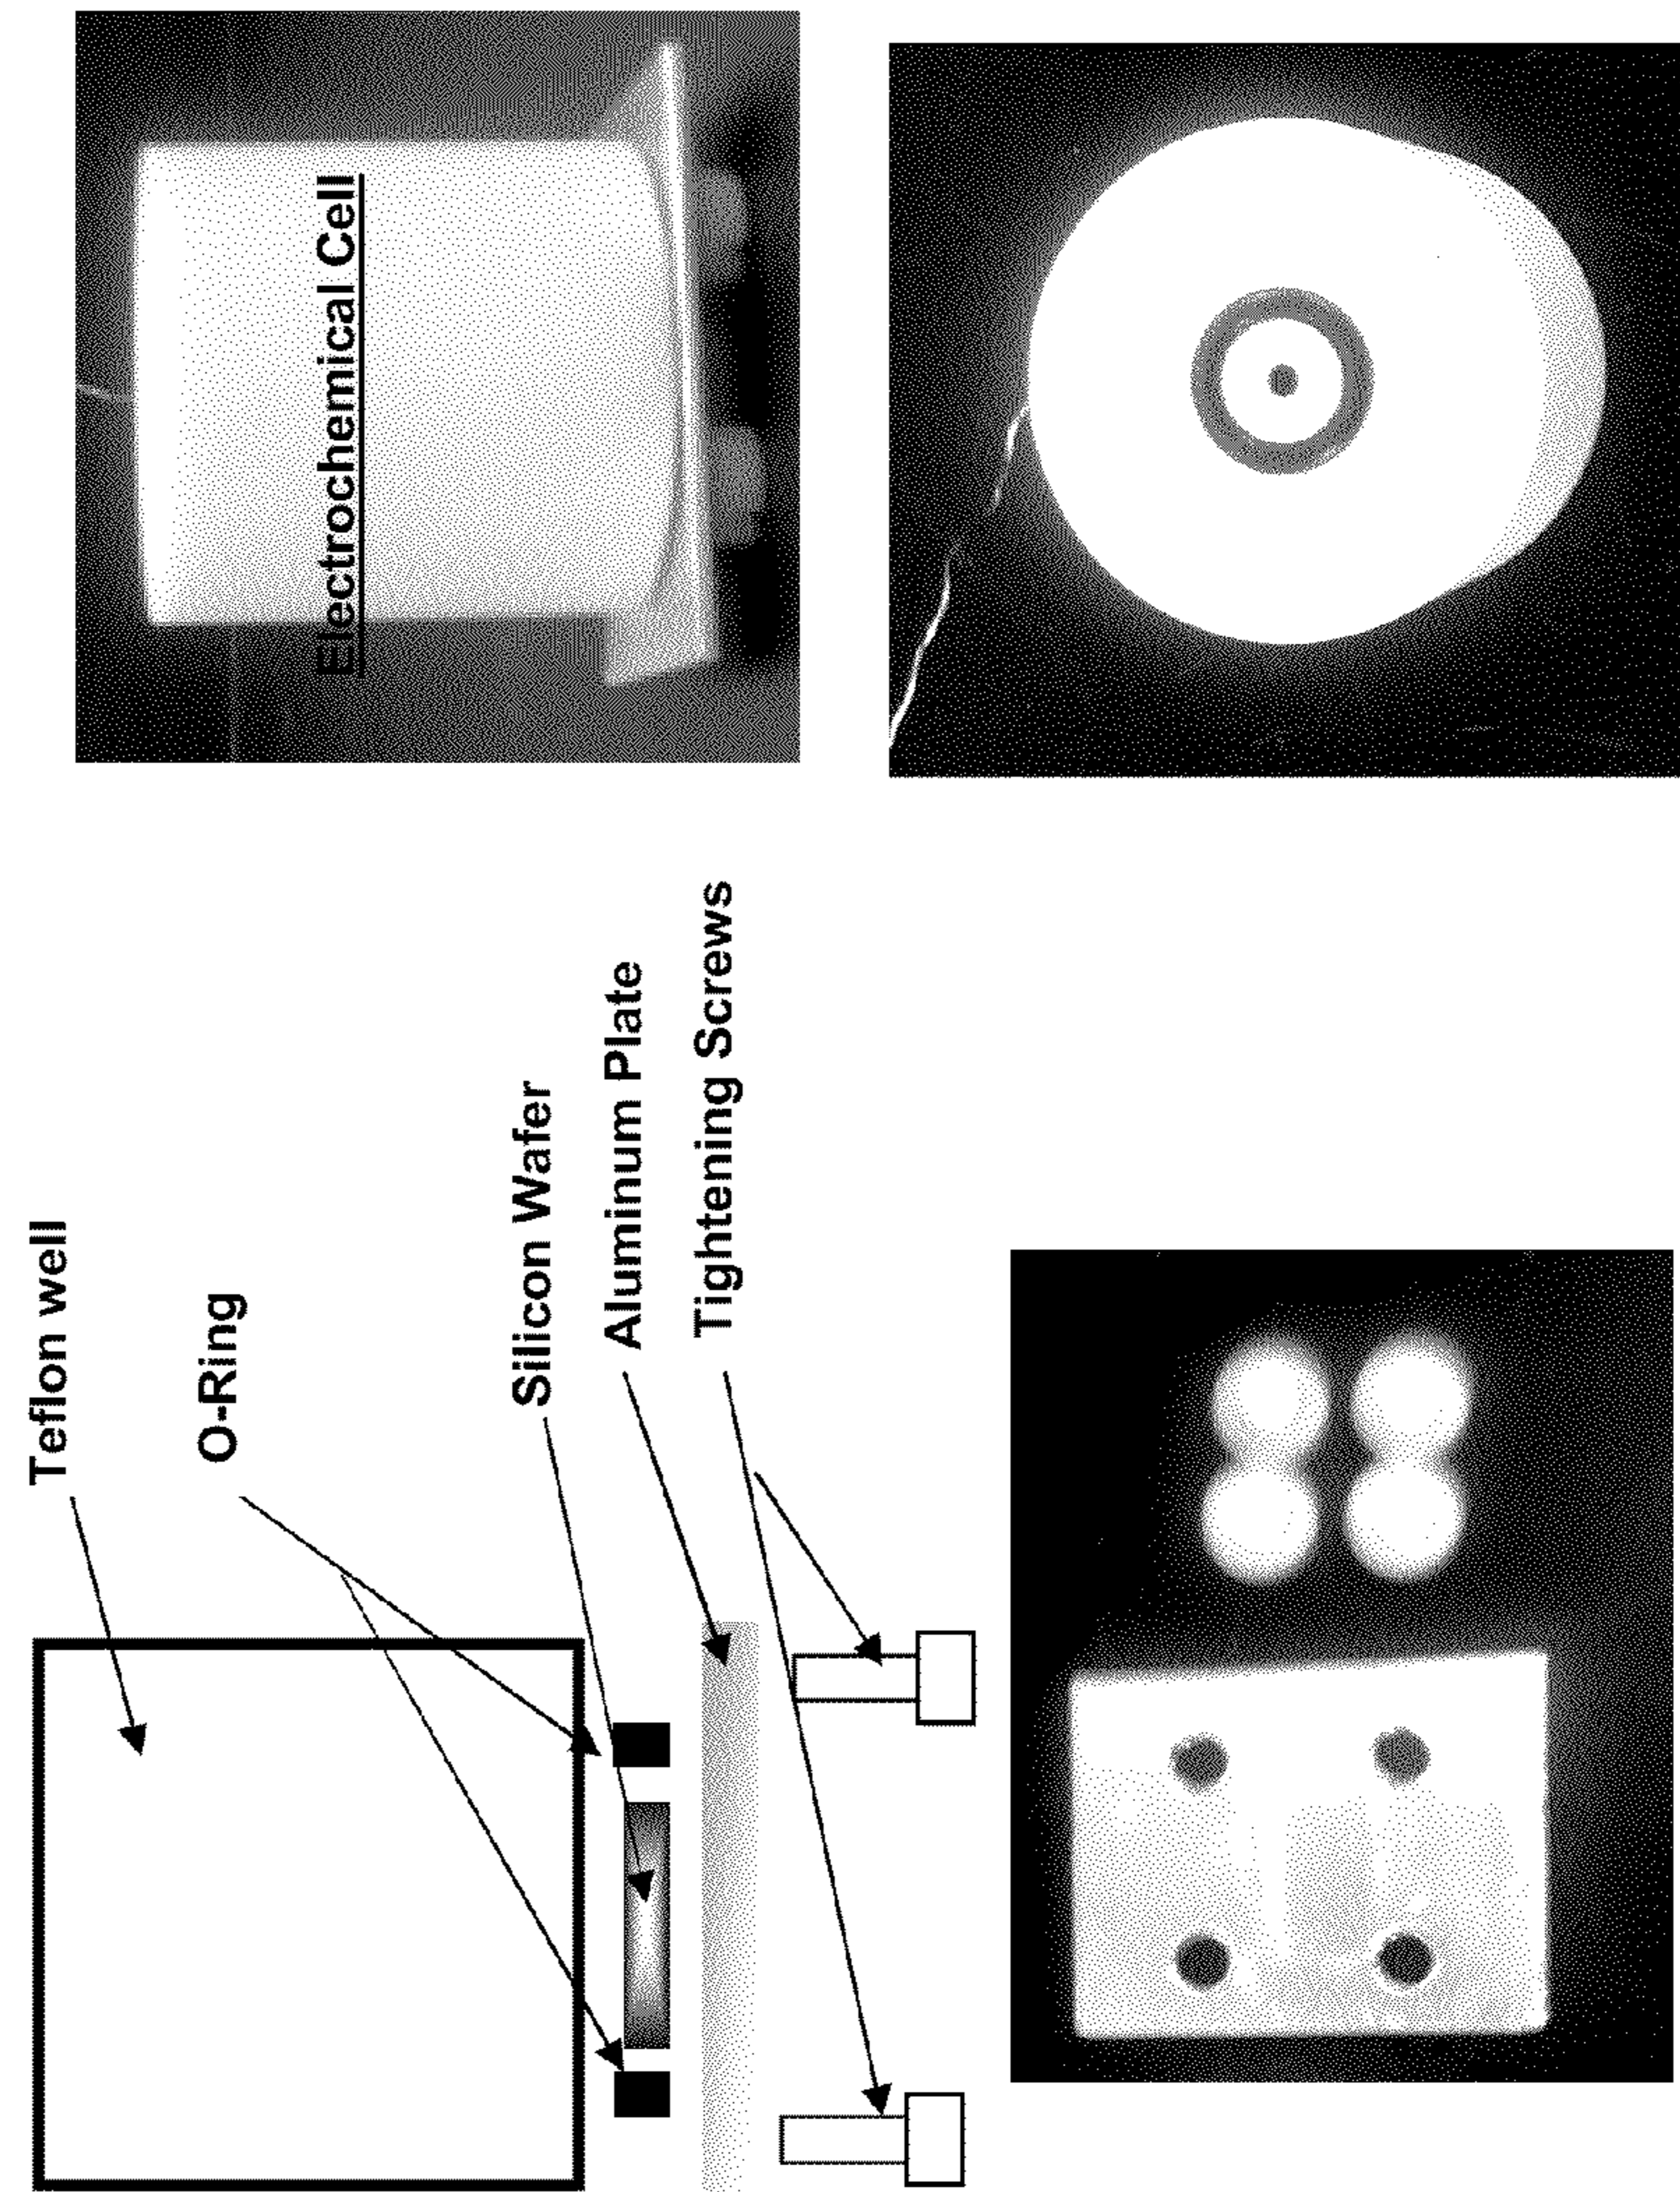 Electrochemical Cell
Teflon well
O-Ring
Silicon Wafer
Aluminum Plate
Tightening Screws